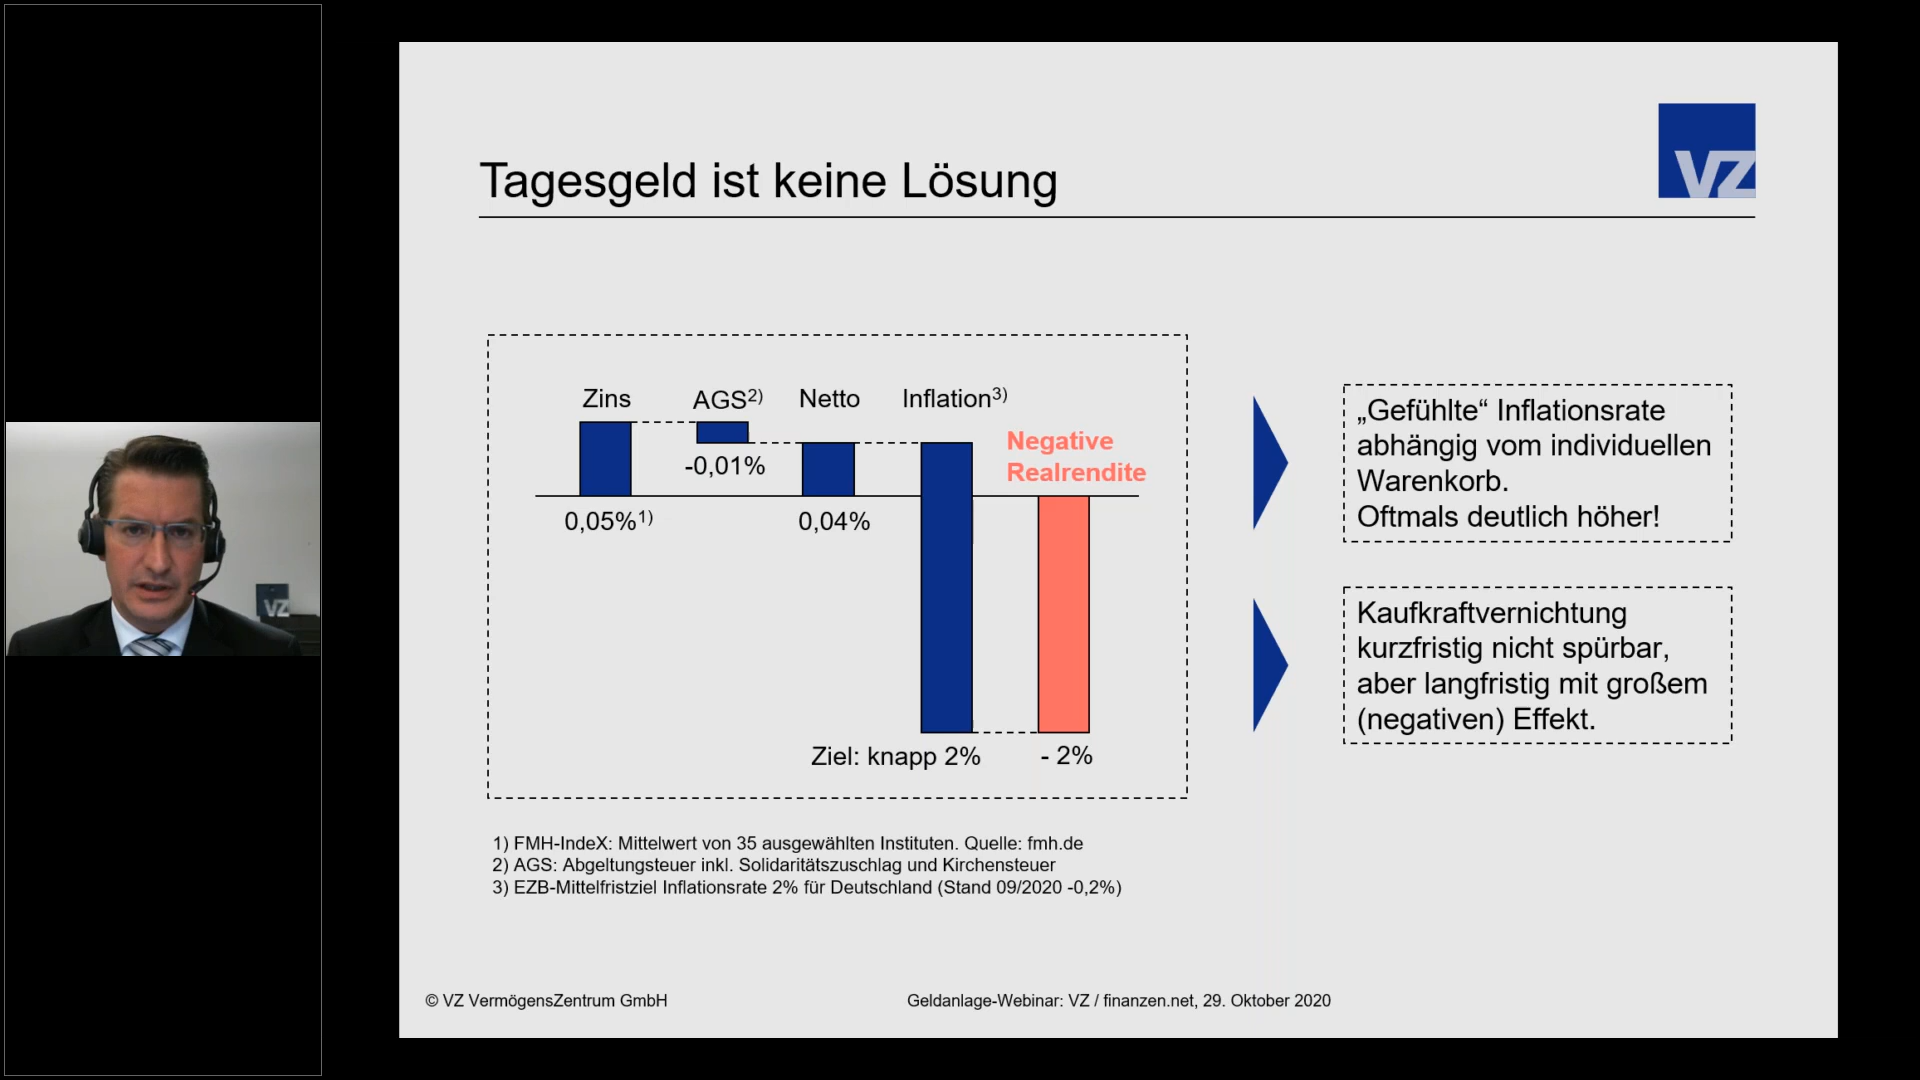 VZ
Tagesgeld ist keine Lösung
Zins
AGS2)
Netto
Inflation3)
Negative
Realrendite
-0,01%
0,05%1)
0,04%
Ziel: knapp 2%
- 2%
„Gefühlte“ Inflationsrate
abhängig vom individuellen
Warenkorb.
Oftmals deutlich höher!
Kaufkraftvernichtung
kurzfristig nicht spürbar,
aber langfristig mit großem
(negativen) Effekt.
1) FMH-IndeX: Mittelwert von 35 ausgewählten Instituten. Quelle: fmh.de
2) AGS: Abgeltungsteuer inkl. Solidaritätszuschlag und Kirchensteuer
3) EZB-Mittelfristziel Inflationsrate 2% für Deutschland (Stand 09/2020 -0,2%)
© VZ VermögensZentrum GmbH
Geldanlage-Webinar: VZ / finanzen.net, 29. Oktober 2020
VZ